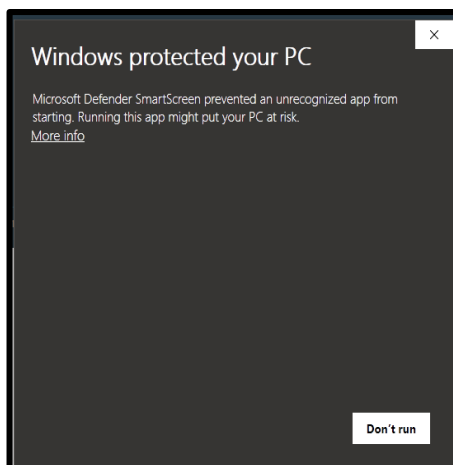 Windows protected your PC
Microsoft Defender SmartScreen prevented an unrecognized app from
starting. Running this app might put your PC at risk.
More info
Don't run